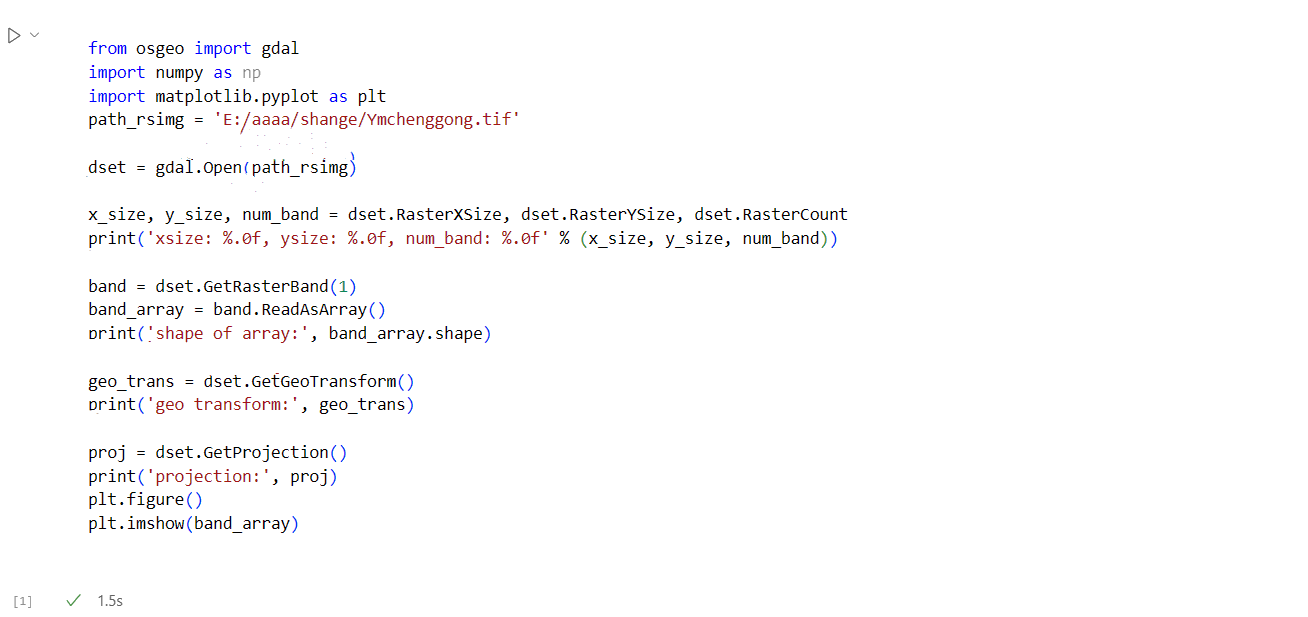 from osgeo import gdal
import numpy as np
import matplotlib.pyplot as plt
path_rsimg = 'E:/aaaa/shange/Ymchenggong.tif'
dset = gdal.Open(path_rsimg)
x_size, y_size, num_band = dset.RasterXSize, dset.RasterYSize, dset.RasterCount
print('xsize: %.0f, ysize: %.0f, num_band: %.0f' % (x_size, y_size, num_band))
band = dset.GetRasterBand(1)
band_array = band.ReadAsArray()
print('shape of array:', band_array.shape)
geo_trans = dset.GetGeoTransform()
print('geo transform:', geo_trans)
proj = dset.GetProjection()
print('projection:', proj)
plt.figure()
plt.imshow(band_array)
[1] 1.5s